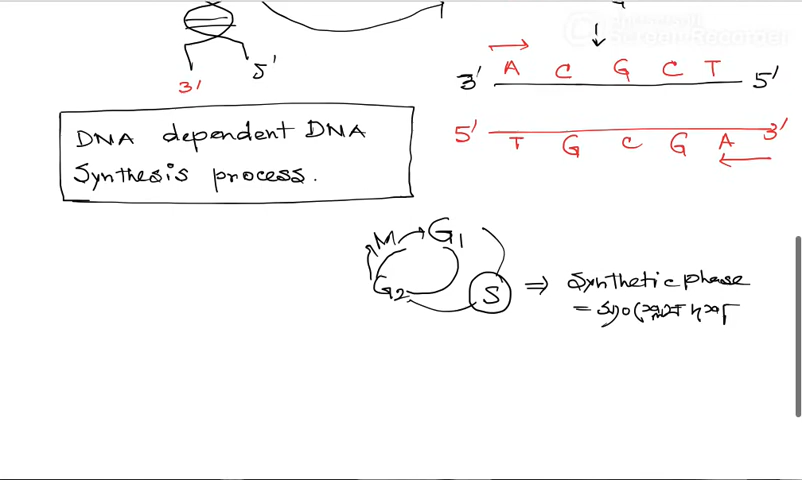 3' 5'
DNA dependent DNA
Synthesis process.
3' A C G C T 5'
5' T G C G A 3'
M G1
G2 S ⇒ Synthetic phase
=